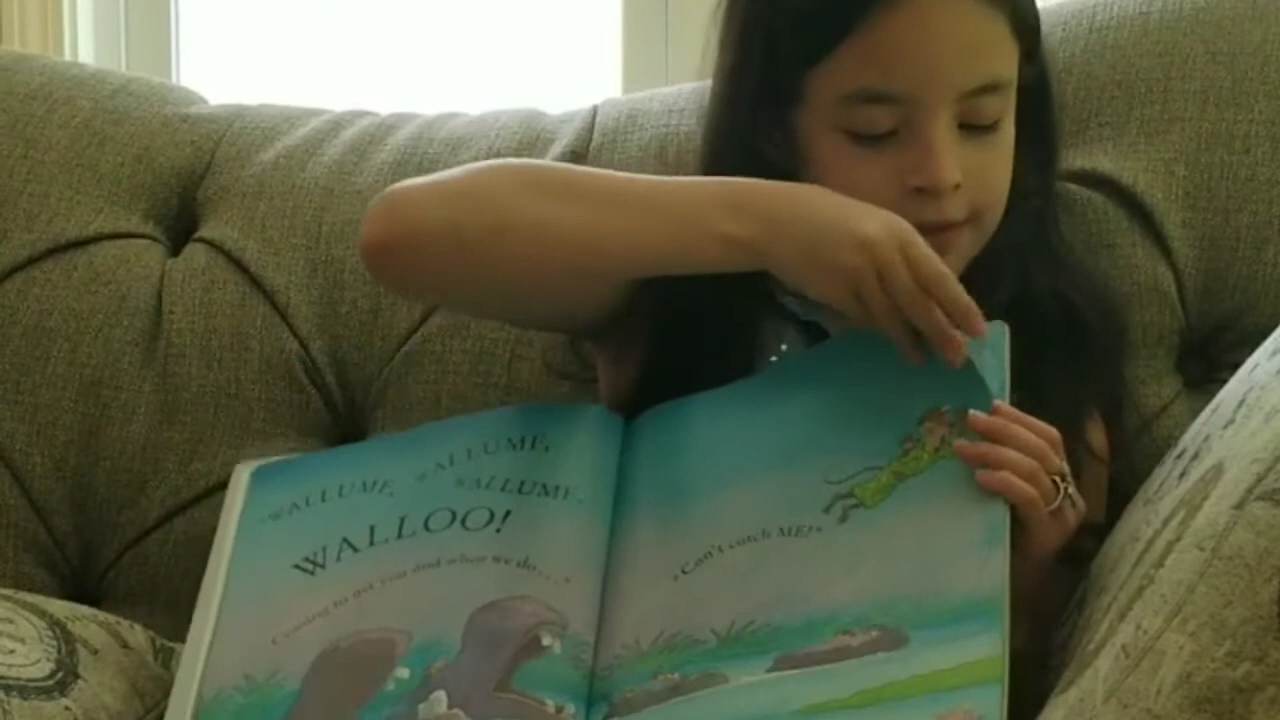 WALLUME, WALLUME,
WALLUME,
WALLOO!
Coming to get you and when we do . . ."
"Can't catch ME!"